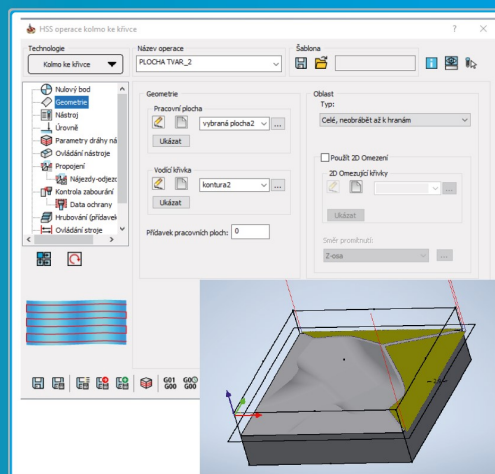 HSS operace kolmo ke křivce
? ×
Technologie
Kolmo ke křivce
Název operace
PLOCHA TVAR_2
Šablona
Nulový bod
Geometrie
Nástroj
Úrovně
Parametry dráhy ná
Ovládání nástroje
Propojení
Nájezdy-odjezd
Kontrola zabourání
Data ochrany
Hrubování (přídavek
Ovládání stroje
Geometrie
Pracovní plocha
vybraná plocha2
...
Ukázat
Vodící křivka
kontura2
...
Ukázat
Přídavek pracovních ploch: 0
Oblast
Typ:
Celé, neobrábět až k hranám
Použít 2D Omezení
2D Omezující křivky
...
Ukázat
Směr promítnutí:
Z-osa
...
G01
G00
G00